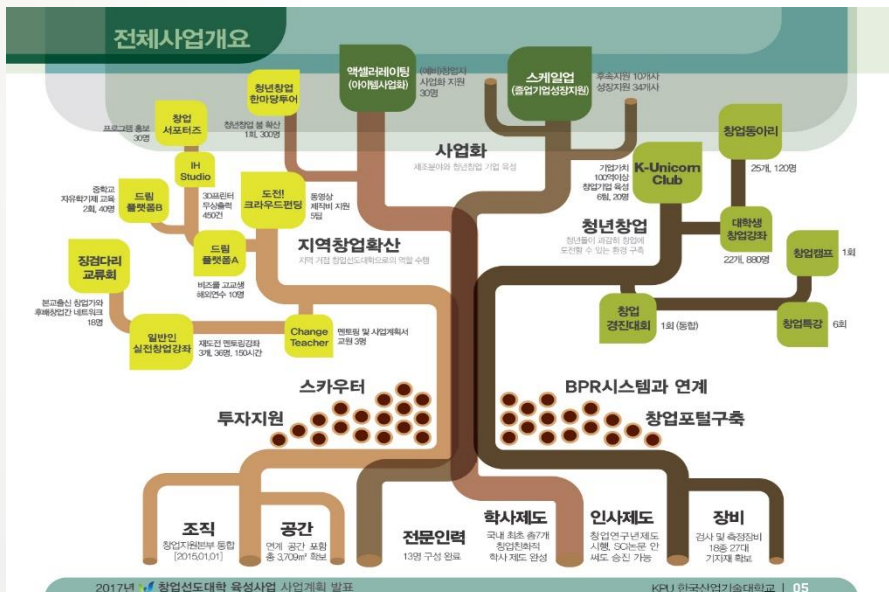 전체사업개요
액셀러레이팅
(아이템사업화)
(예비)창업자
사업화 지원
30명
스케일업
(졸업기업성장지원)
후속지원 10개사
성장지원 34개사
청년창업
한마당투어
청년창업 붐 확산
1회, 300명
창업
서포터즈
프로그램 홍보
30명
IH
Studio
3D프린터
무상출력
450건
드림
플랫폼B
중학교
자유학기제 교육
2회, 40명
도전!
크라우드펀딩
동영상
제작비 지원
5팀
드림
플랫폼A
비즈쿨 고교생
해외연수 10명
징검다리
교류회
본교출신 창업가와
후배창업간 네트워크
18명
일반인
실전창업강좌
재도전 멘토링강좌
3개, 36명, 150시간
Change
Teacher
멘토링 및 사업계획서
교원 3명
지역창업확산
지역 거점 창업선도대학으로의 역할 수행
사업화
제조분야와 청년창업 기업 육성
청년창업
청년들이 과감히 창업에
도전할 수 있는 환경 구축
기업가치
100억이상
창업기업 육성
6팀, 20명
K-Unicorn
Club
창업동아리
25개, 120명
대학생
창업강좌
22개, 880명
창업캠프
1회
창업
경진대회
1회 (통합)
창업특강
6회
스카우터
투자지원
BPR시스템과 연계
창업포털구축
조직
창업지원본부 통합
[2015.01.01]
공간
연계 공간 포함
총 3,709㎡ 확보
전문인력
13명 구성 완료
학사제도
국내 최초 총7개
창업친화적
학사 제도 완성
인사제도
창업연구년제도
시행, SCI논문 안
써도 승진 가능
장비
검사 및 측정장비
18종 27대
기자재 확보
2017년 창업선도대학 육성사업 사업계획 발표
KPU 한국산업기술대학교 | 05